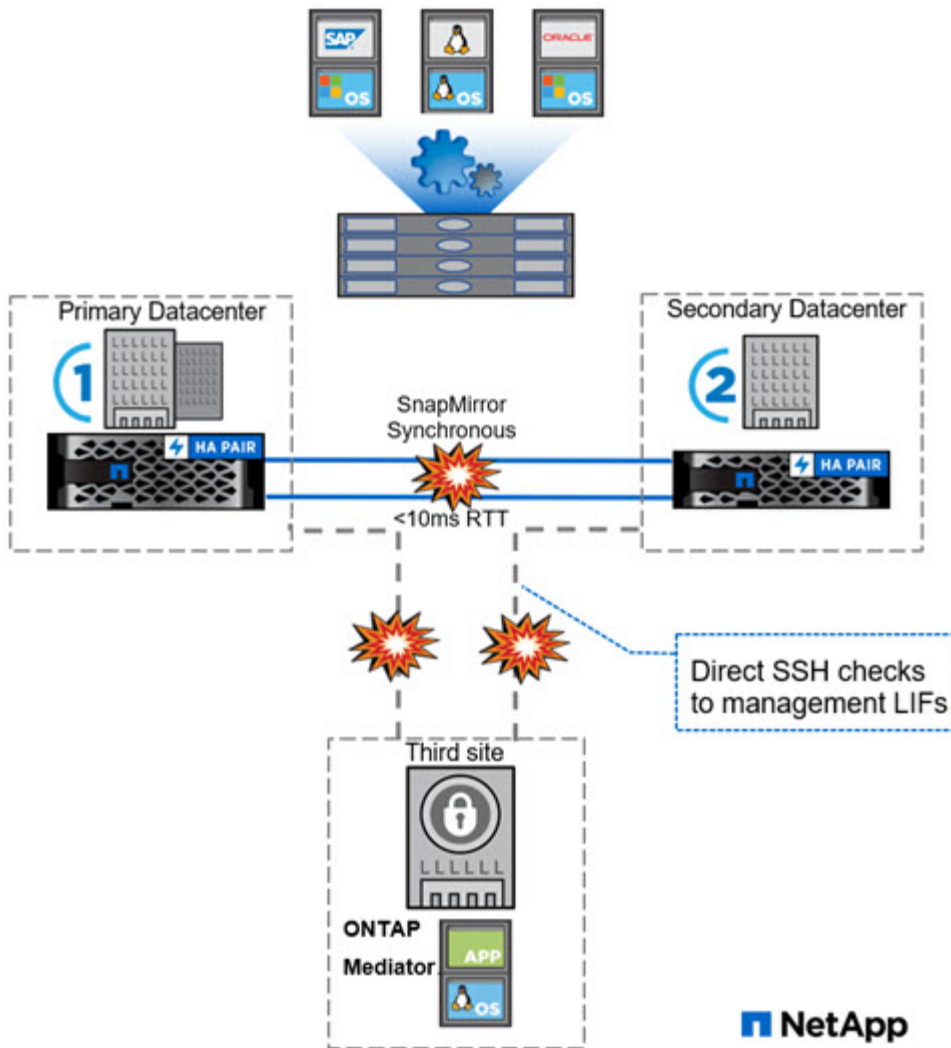 SAP
ORACLE
OS
OS
OS
Primary Datacenter
Secondary Datacenter
1
2
SnapMirror
Synchronous
HA PAIR
HA PAIR
<10ms RTT
Direct SSH checks
to management LIFs
Third site
ONTAP
Mediator
APP
OS
NetApp